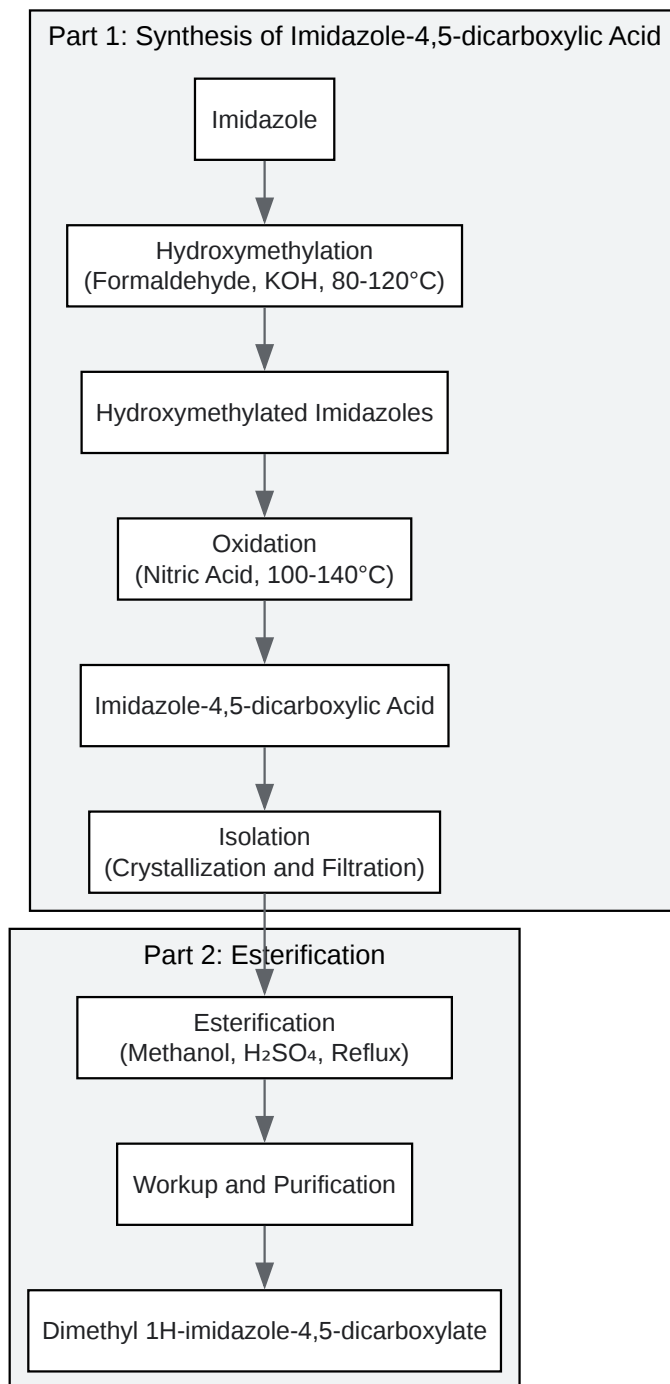 Part 1: Synthesis of Imidazole-4,5-dicarboxylic Acid
Imidazole
Hydroxymethylation
(Formaldehyde, KOH, 80-120°C)
Hydroxymethylated Imidazoles
Oxidation
(Nitric Acid, 100-140°C)
Imidazole-4,5-dicarboxylic Acid
Isolation
(Crystallization and Filtration)
Part 2: Esterification
Esterification
(Methanol, H₂SO₄, Reflux)
Workup and Purification
Dimethyl 1H-imidazole-4,5-dicarboxylate